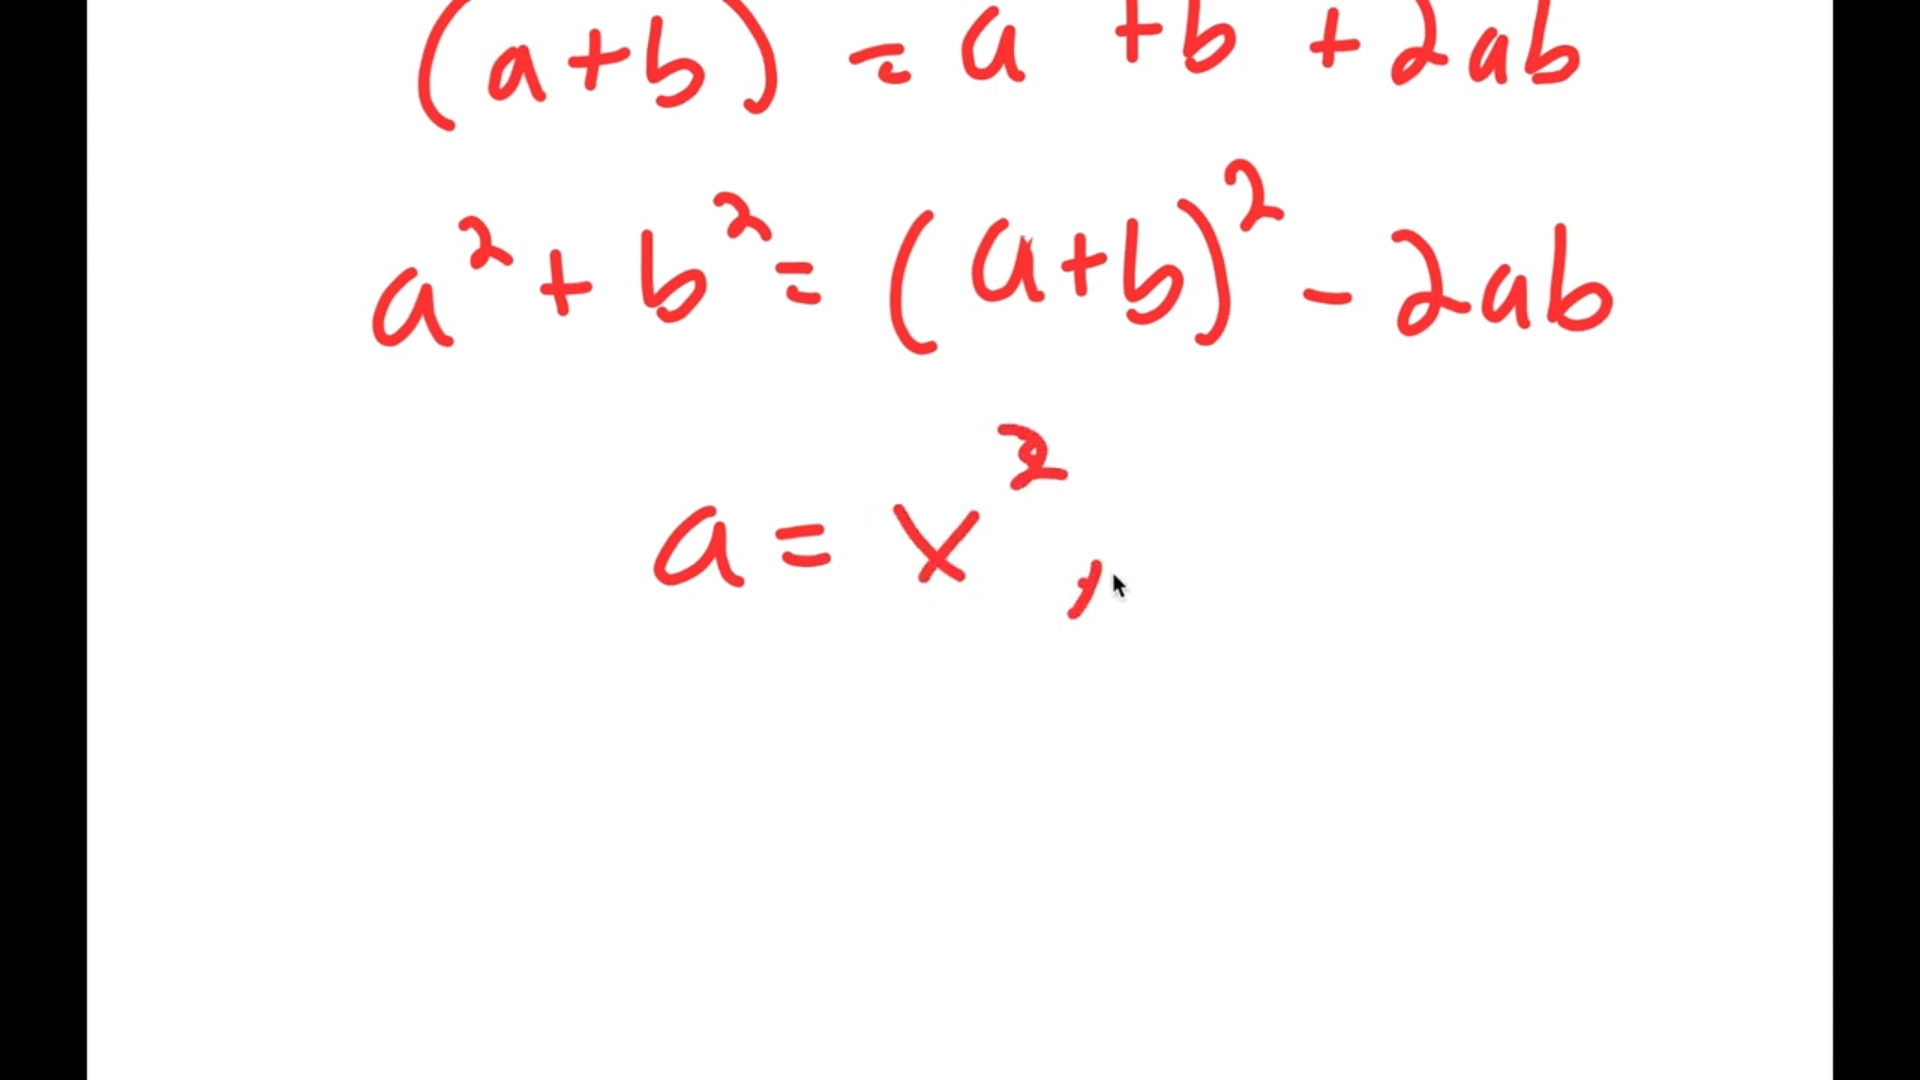 (a+b) = a + b + 2ab
a² + b² = (a+b)² - 2ab
a = x² ,